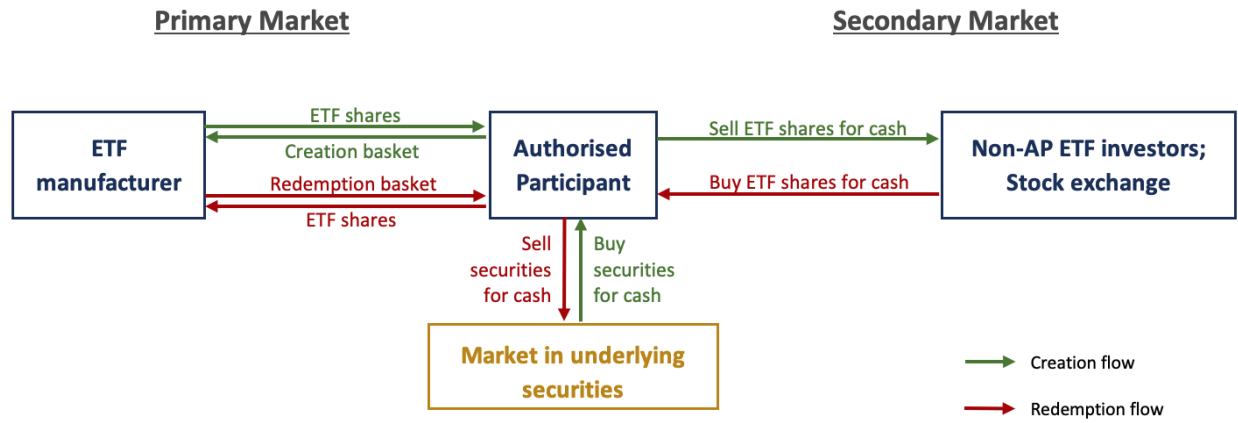 Primary Market
Secondary Market
ETF
manufacturer
ETF shares
Creation basket
Redemption basket
ETF shares
Authorised
Participant
Sell ETF shares for cash
Buy ETF shares for cash
Non-AP ETF investors;
Stock exchange
Sell
securities
for cash
Buy
securities
for cash
Market in underlying
securities
Creation flow
Redemption flow